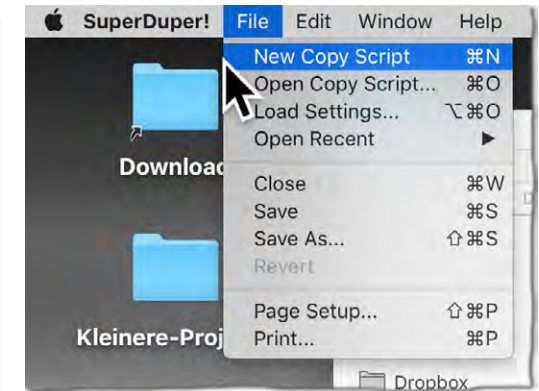 SuperDuper! File Edit Window Help
New Copy Script ⌘N
Open Copy Script... ⌘O
Load Settings... ⌥⌘O
Open Recent ▶
Download
Close ⌘W
Save ⌘S
Save As... ⇧⌘S
Revert
Page Setup... ⇧⌘P
Kleinere-Proj
Print... ⌘P
Dropbox